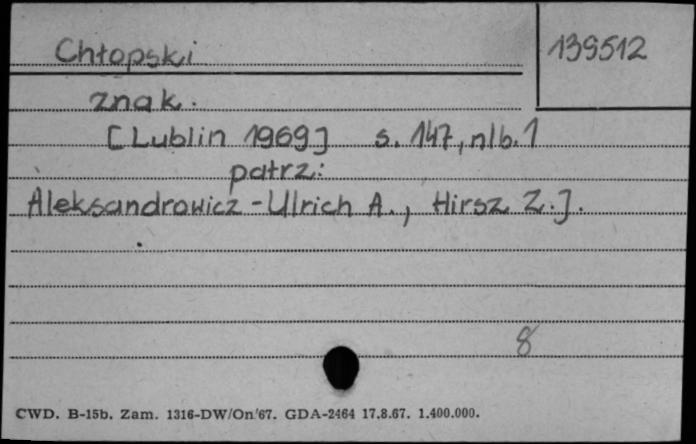 Chłopski
139512
znak.
[Lublin 1969] s. 147, nlb. 1
patrz:
Aleksandrowicz-Ulrich A., Hirsz Z.].
8
CWD. B-15b. Zam. 1316-DW/On/67. GDA-2464 17.8.67. 1.400.000.